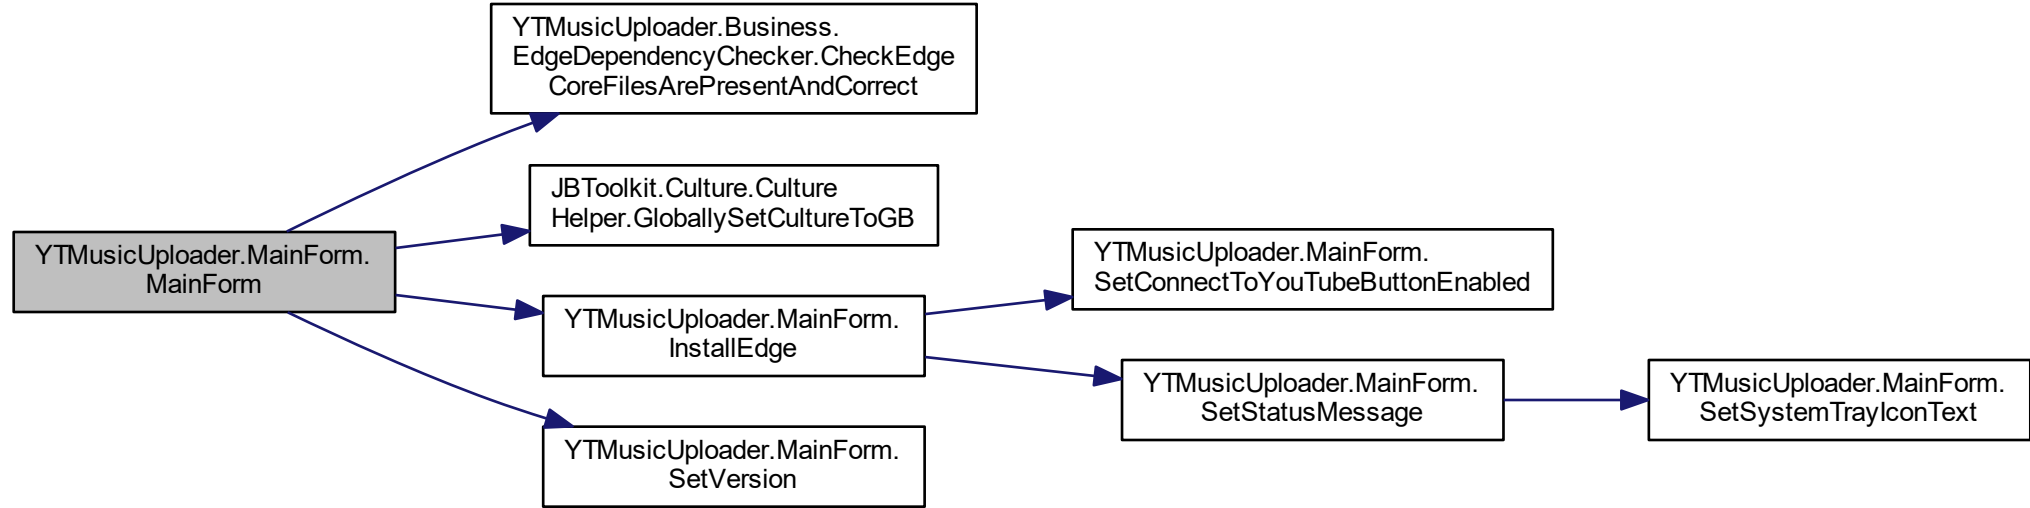 YTMusicUploader.Business.
EdgeDependencyChecker.CheckEdge
CoreFilesArePresentAndCorrect
JBToolkit.Culture.Culture
Helper.GloballySetCultureToGB
YTMusicUploader.MainForm.
MainForm
YTMusicUploader.MainForm.
InstallEdge
YTMusicUploader.MainForm.
SetConnectToYouTubeButtonEnabled
YTMusicUploader.MainForm.
SetStatusMessage
YTMusicUploader.MainForm.
SetSystemTrayIconText
YTMusicUploader.MainForm.
SetVersion